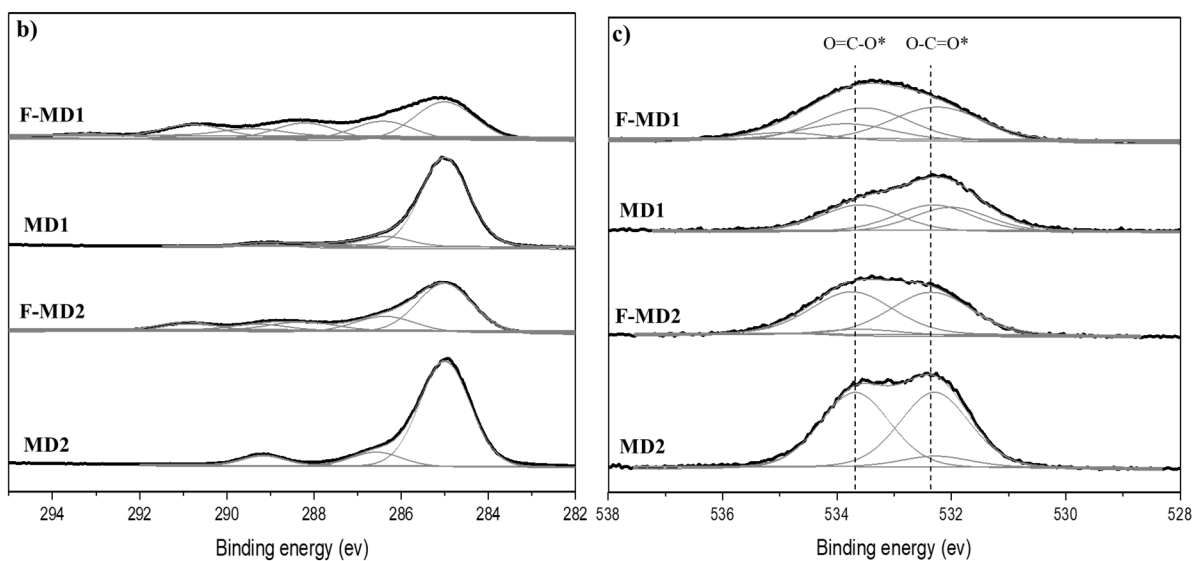 b)
F-MD1
MD1
F-MD2
MD2
294 292 290 288 286 284 282
Binding energy (ev)
c)
O=C-O* O-C=O*
F-MD1
MD1
F-MD2
MD2
538 536 534 532 530 528
Binding energy (ev)